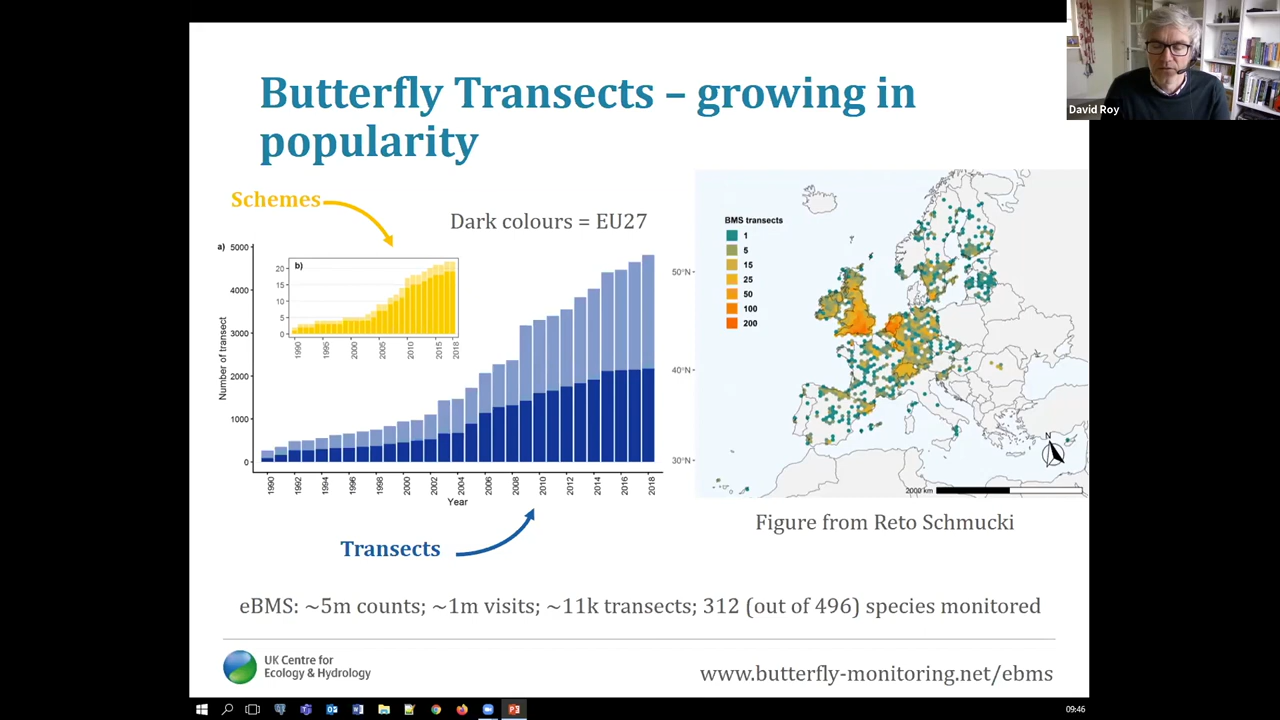 Butterfly Transects – growing in
popularity
David Roy
Schemes
Dark colours = EU27
a)
5000
4000
3000
2000
1000
0
Number of transect
b)
20
15
10
5
0
1990
1995
2000
2005
2010
2015
2018
1990
1992
1994
1996
1998
2000
2002
2004
2006
2008
2010
2012
2014
2016
2018
Year
Transects
BMS transects
1
5
15
25
50
100
200
50°N
40°N
30°N
N
2000 km
Figure from Reto Schmucki
eBMS: ~5m counts; ~1m visits; ~11k transects; 312 (out of 496) species monitored
UK Centre for
Ecology & Hydrology
www.butterfly-monitoring.net/ebms
09:46